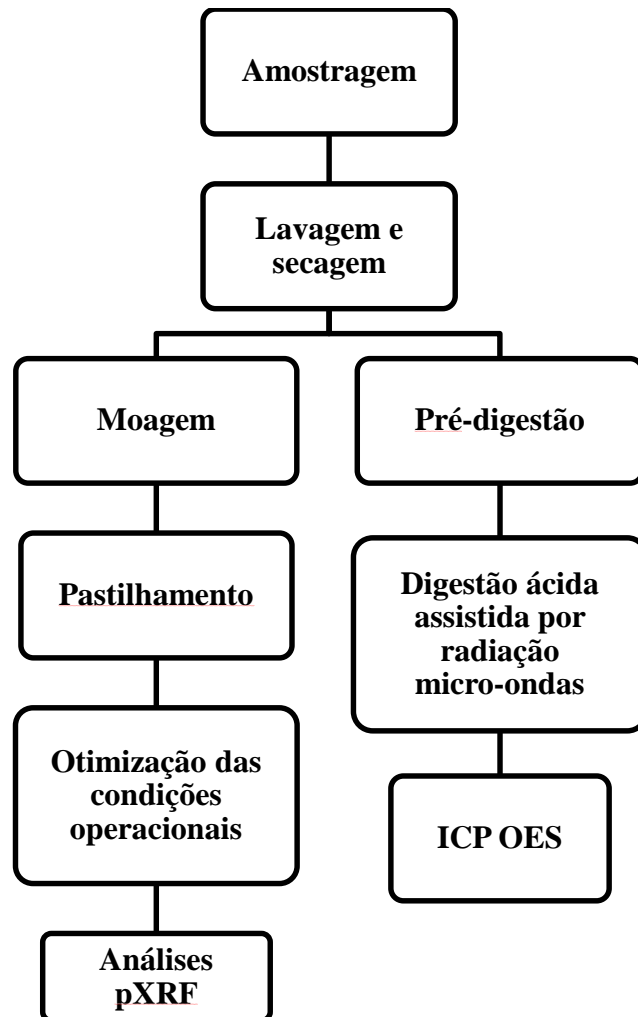 Amostragem
Lavagem e
secagem
Moagem
Pré-digestão
Pastilhamento
Digestão ácida
assistida por
radiação
micro-ondas
Otimização das
condições
operacionais
ICP OES
Análises
pXRF